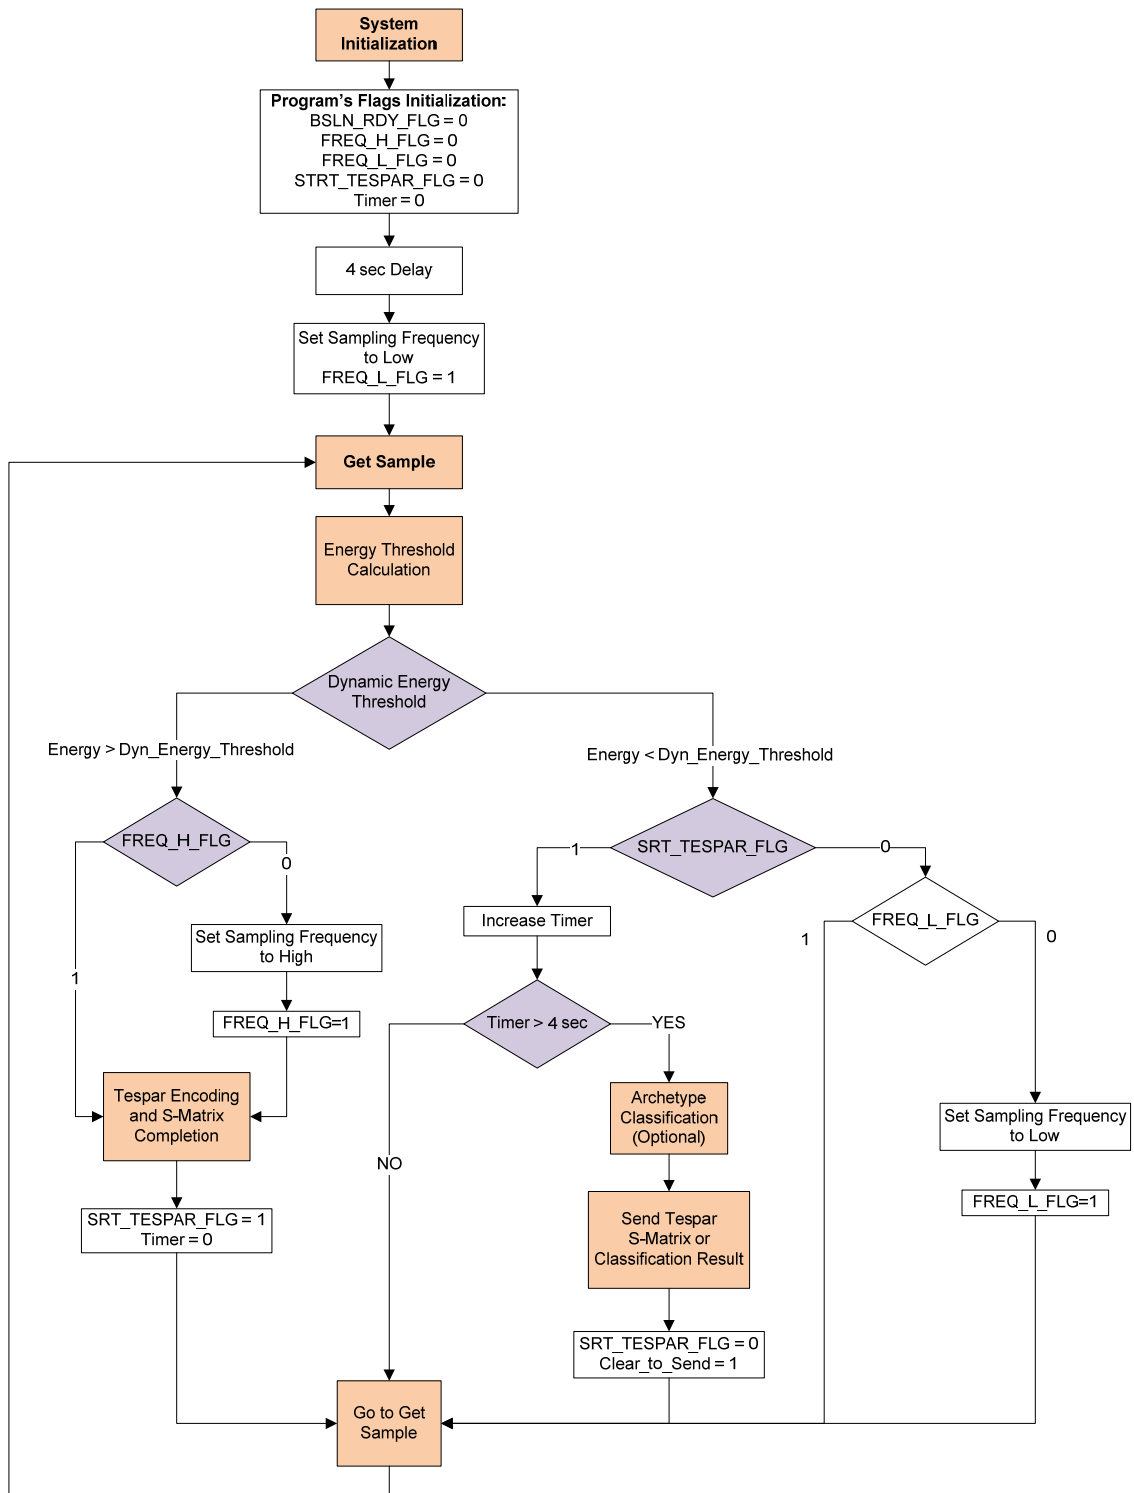 System
Initialization
Program's Flags Initialization:
BSLN_RDY_FLG = 0
FREQ_H_FLG = 0
FREQ_L_FLG = 0
STRT_TESPAR_FLG = 0
Timer = 0
4 sec Delay
Set Sampling Frequency
to Low
FREQ_L_FLG = 1
Get Sample
Energy Threshold
Calculation
Dynamic Energy
Threshold
Energy > Dyn_Energy_Threshold
Energy < Dyn_Energy_Threshold
FREQ_H_FLG
0
1
Set Sampling Frequency
to High
FREQ_H_FLG=1
Tespar Encoding
and S-Matrix
Completion
SRT_TESPAR_FLG = 1
Timer = 0
SRT_TESPAR_FLG
1
0
Increase Timer
Timer > 4 sec
YES
NO
Archetype
Classification
(Optional)
Send Tespar
S-Matrix or
Classification Result
SRT_TESPAR_FLG = 0
Clear_to_Send = 1
FREQ_L_FLG
1
0
Set Sampling Frequency
to Low
FREQ_L_FLG=1
Go to Get
Sample